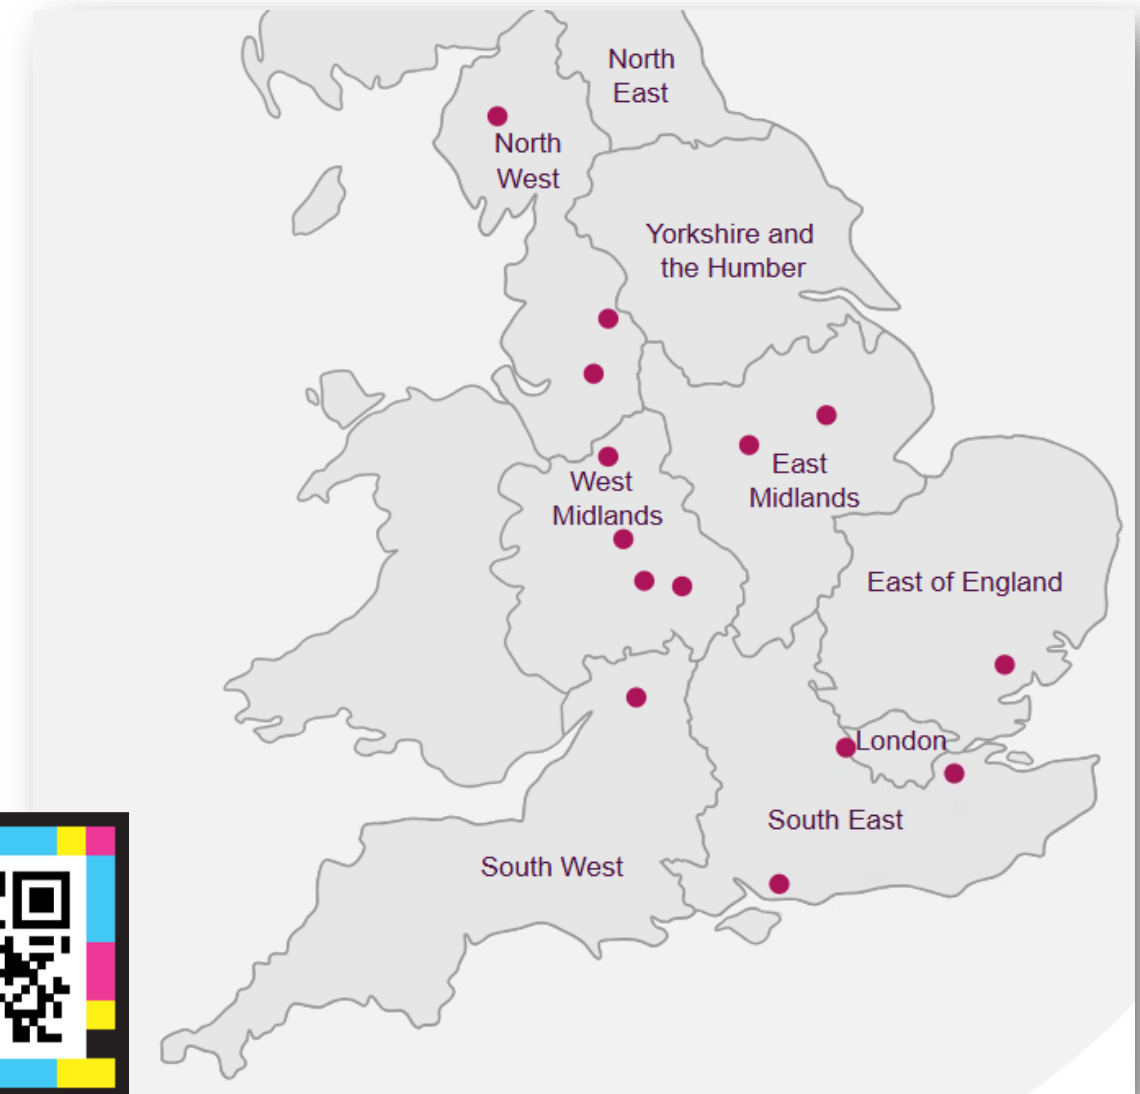 North
East
North
West
Yorkshire and
the Humber
East
Midlands
West
Midlands
East of England
London
South East
South West